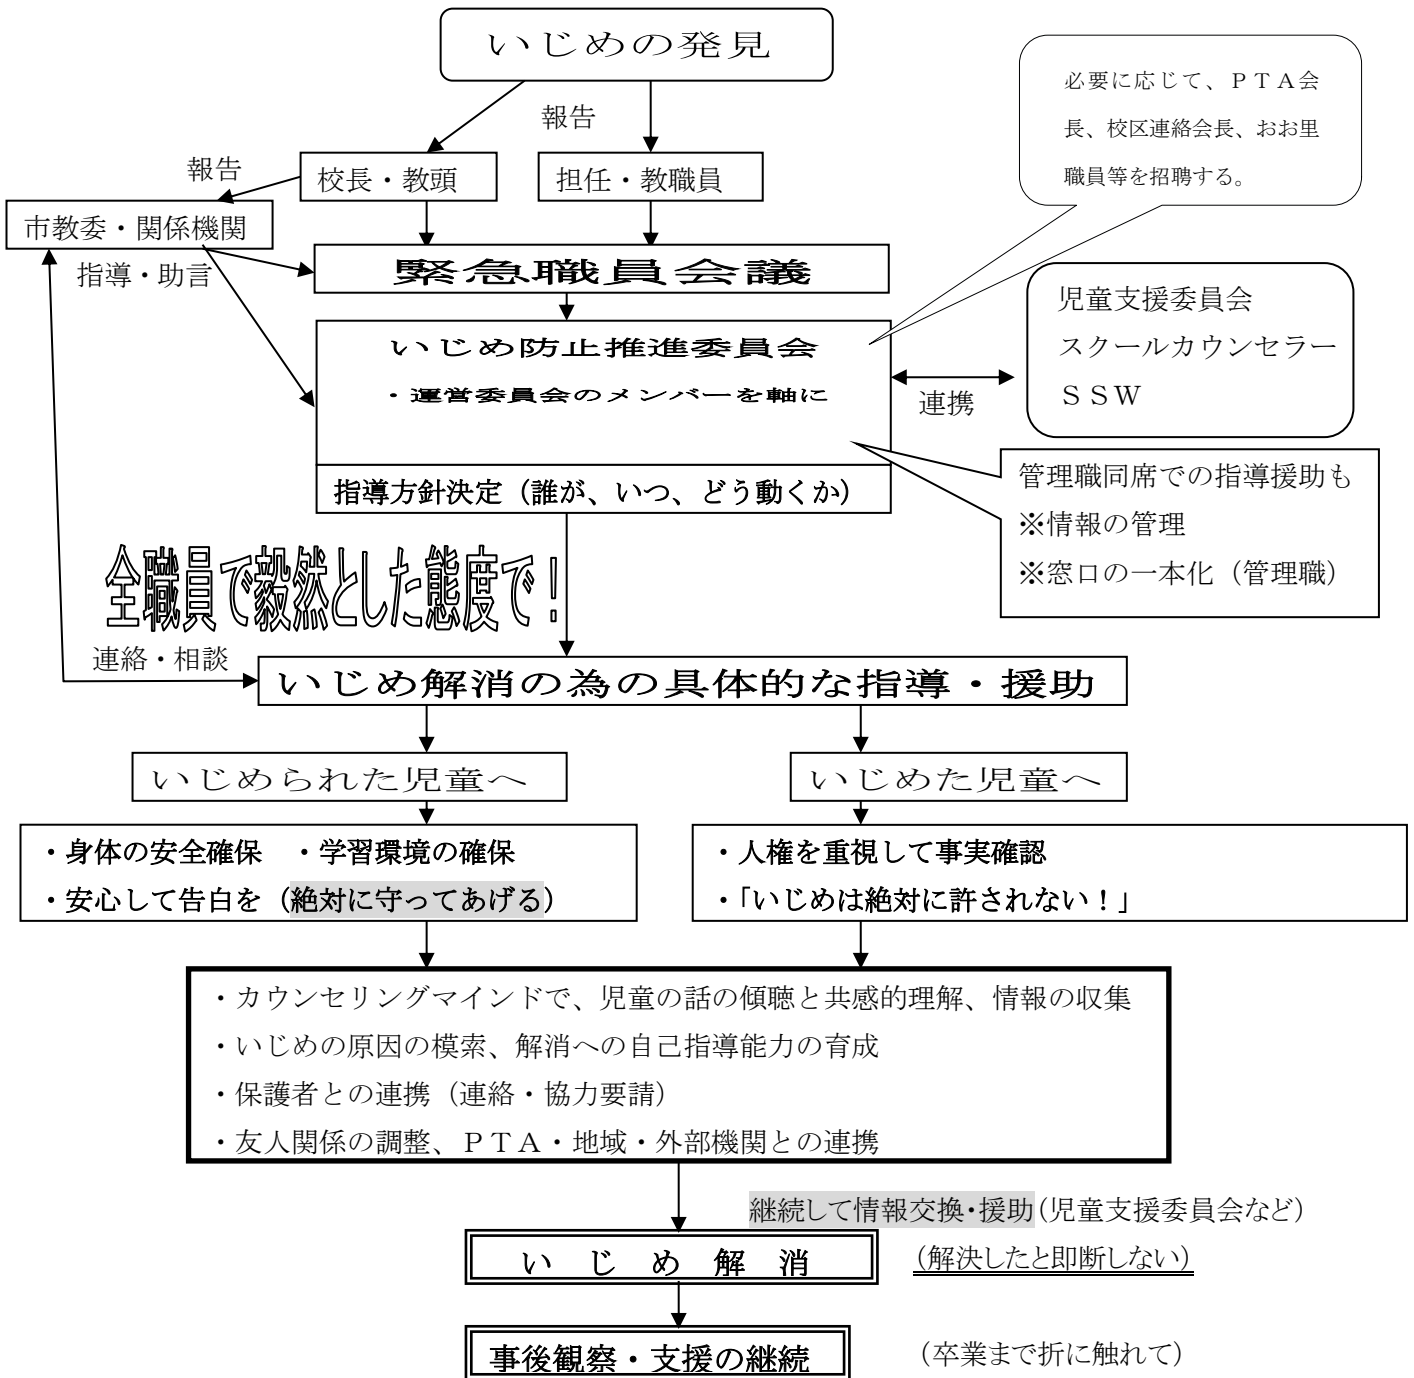 いじめの発見
必要に応じて、ＰＴＡ会
長、校区連絡会長、おお里
職員等を招聘する。
報告
報告
校長・教頭
担任・教職員
市教委・関係機関
指導・助言
緊急職員会議
児童支援委員会
スクールカウンセラー
ＳＳＷ
いじめ防止推進委員会
・運営委員会のメンバーを軸に
連携
指導方針決定（誰が、いつ、どう動くか）
管理職同席での指導援助も
※情報の管理
※窓口の一本化（管理職）
全職員で毅然とした態度で！
連絡・相談
いじめ解消の為の具体的な指導・援助
いじめられた児童へ
いじめた児童へ
・身体の安全確保　・学習環境の確保
・安心して告白を（絶対に守ってあげる）
・人権を重視して事実確認
・「いじめは絶対に許されない！」
・カウンセリングマインドで、児童の話の傾聴と共感的理解、情報の収集
・いじめの原因の模索、解消への自己指導能力の育成
・保護者との連携（連絡・協力要請）
・友人関係の調整、ＰＴＡ・地域・外部機関との連携
継続して情報交換・援助（児童支援委員会など）
い　じ　め　解　消
（解決したと即断しない）
事後観察・支援の継続
（卒業まで折に触れて）